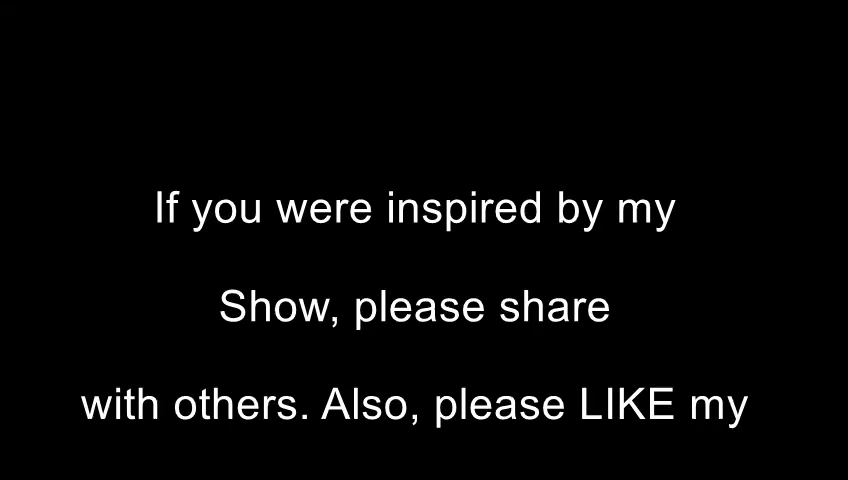 If you were inspired by my
Show, please share
with others. Also, please LIKE my